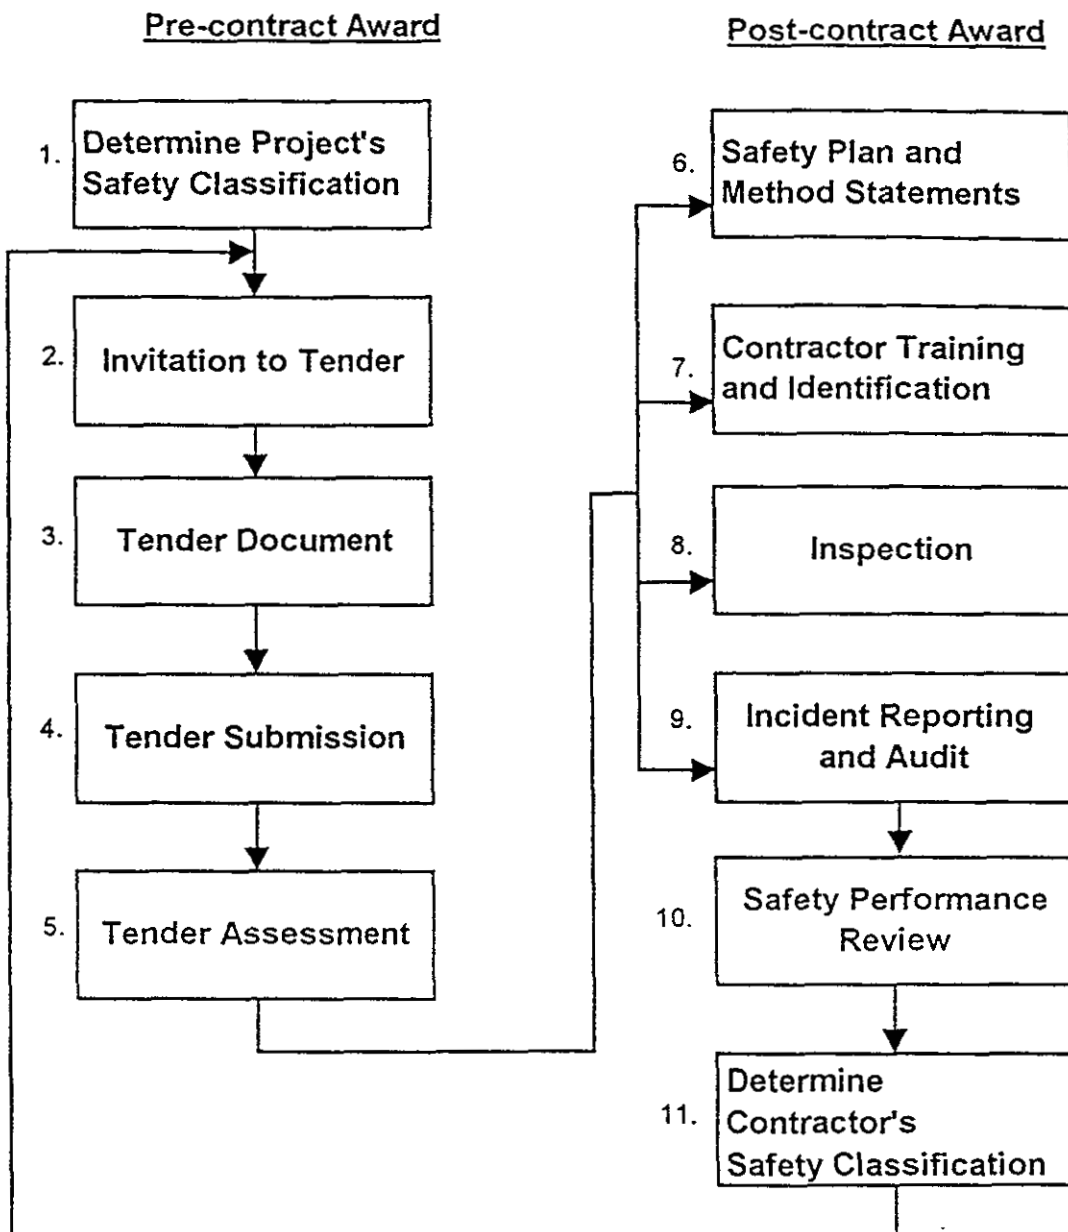 Pre-contract Award
1. Determine Project's
Safety Classification
2. Invitation to Tender
3. Tender Document
4. Tender Submission
5. Tender Assessment
Post-contract Award
6. Safety Plan and
Method Statements
7. Contractor Training
and Identification
8. Inspection
9. Incident Reporting
and Audit
10. Safety Performance
Review
11. Determine
Contractor's
Safety Classification